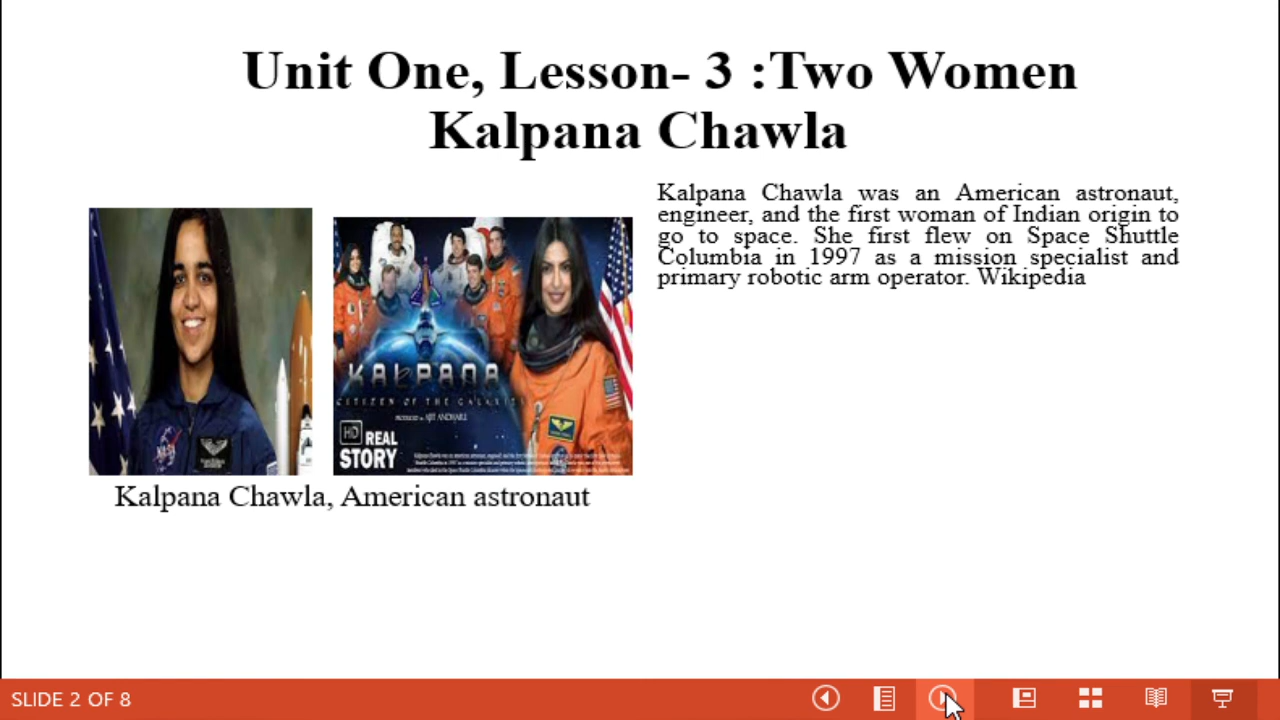 Unit One, Lesson- 3 :Two Women
Kalpana Chawla
Kalpana Chawla was an American astronaut,
engineer, and the first woman of Indian origin to
go to space. She first flew on Space Shuttle
Columbia in 1997 as a mission specialist and
primary robotic arm operator. Wikipedia
KALPANA
CITIZEN OF THE GALAXIES
HD REAL
STORY
Kalpana Chawla, American astronaut
SLIDE 2 OF 8